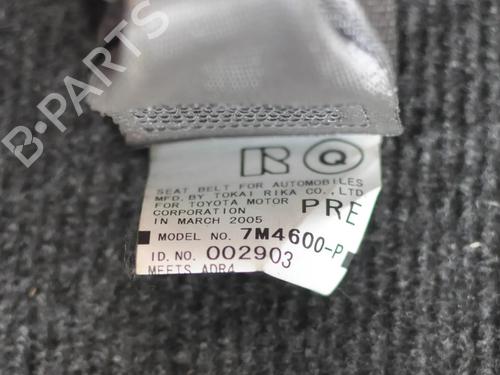 B-PARTS
R Q
SEAT BELT FOR AUTOMOBILES
MFD. BY TOKAI RIKA CO., LTD
FOR TOYOTA MOTOR
CORPORATION PRE
IN MARCH 2005
MODEL NO. 7M4600-P
I D. NO. 002903
MEETS ADR4